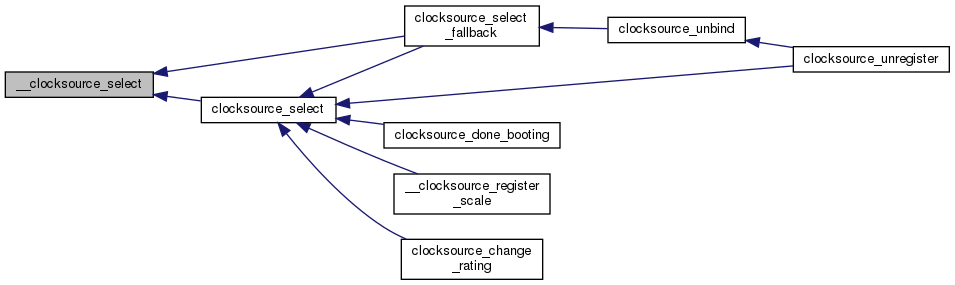 clocksource_select
_fallback
clocksource_unbind
clocksource_unregister
__clocksource_select
clocksource_select
clocksource_done_booting
__clocksource_register
_scale
clocksource_change
_rating